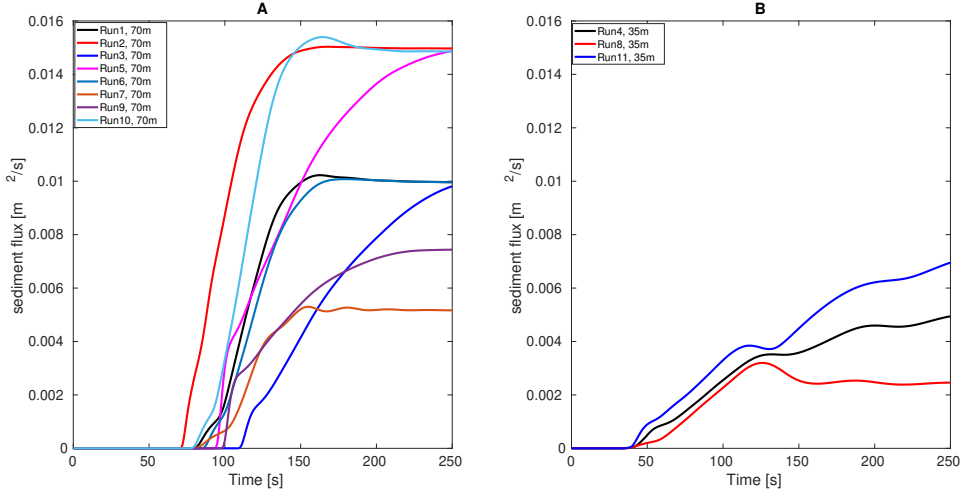 A
0.016
0.014
0.012
0.01
0.008
0.006
0.004
0.002
0
sediment flux [m 2/s]
Run1, 70m
Run2, 70m
Run3, 70m
Run5, 70m
Run6, 70m
Run7, 70m
Run9, 70m
Run10, 70m
0 50 100 150 200 250
Time [s]
B
0.016
0.014
0.012
0.01
0.008
0.006
0.004
0.002
0
sediment flux [m 2/s]
Run4, 35m
Run8, 35m
Run11, 35m
0 50 100 150 200 250
Time [s]